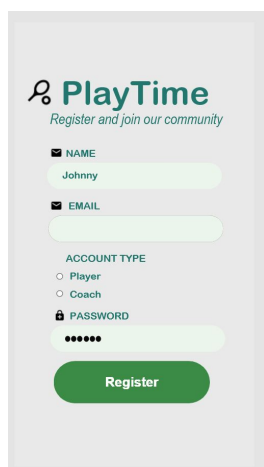 PlayTime
Register and join our community
NAME
Johnny
EMAIL
ACCOUNT TYPE
Player
Coach
PASSWORD
●●●●●●
Register